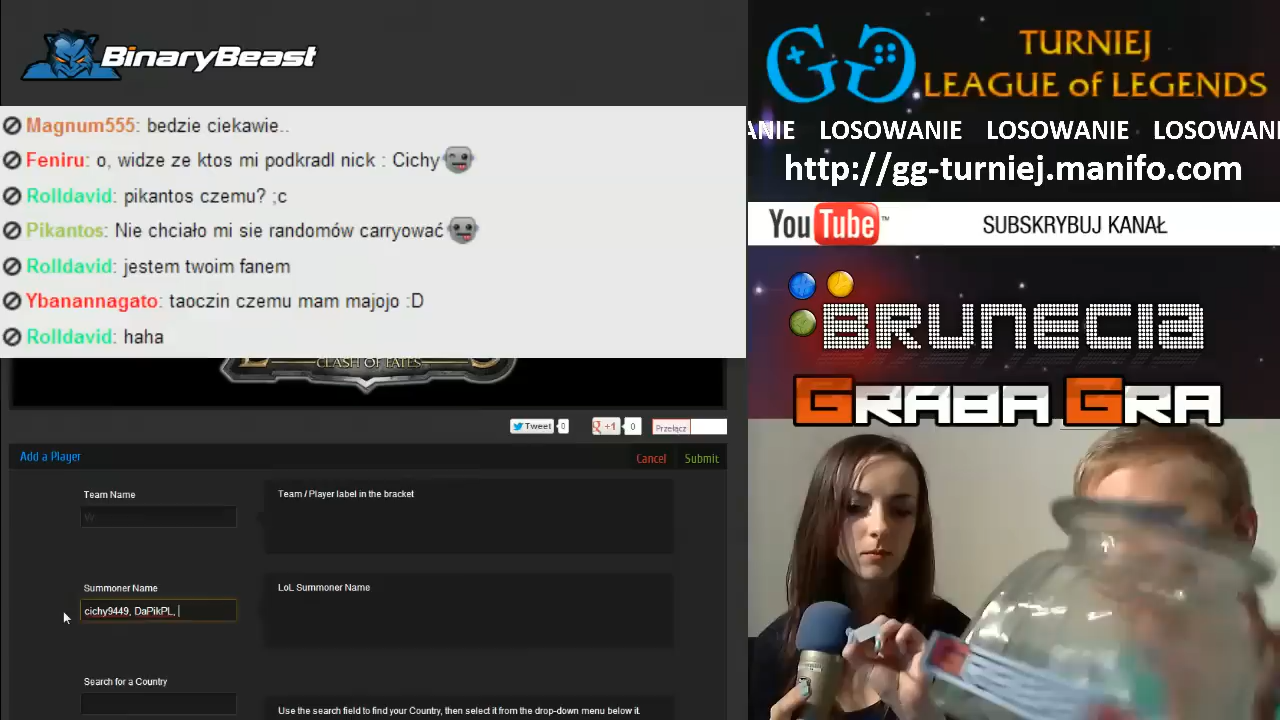 BinaryBeast
Magnum555: bedzie ciekawie..
Feniru: o, widze ze ktos mi podkradl nick : Cichy
Rolldavid: pikantos czemu? ;c
Pikantos: Nie chciało mi sie randomów carryować
Rolldavid: jestem twoim fanem
Ybanannagato: taoczin czemu mam majojo :D
Rolldavid: haha
CLASH OF FATES
Tweet 0
+1 0
Przełącz
Add a Player
Cancel Submit
Team Name
Team / Player label in the bracket
Summoner Name
LoL Summoner Name
cichy9449, DaPikPL,
Search for a Country
Use the search field to find your Country, then select it from the drop-down menu below it.
GG
TURNIEJ
LEAGUE of LEGENDS
ANIE LOSOWANIE LOSOWANIE LOSOWAN
http://gg-turniej.manifo.com
YouTube™
SUBSKRYBUJ KANAŁ
BRUNECIA
GRABA GRA